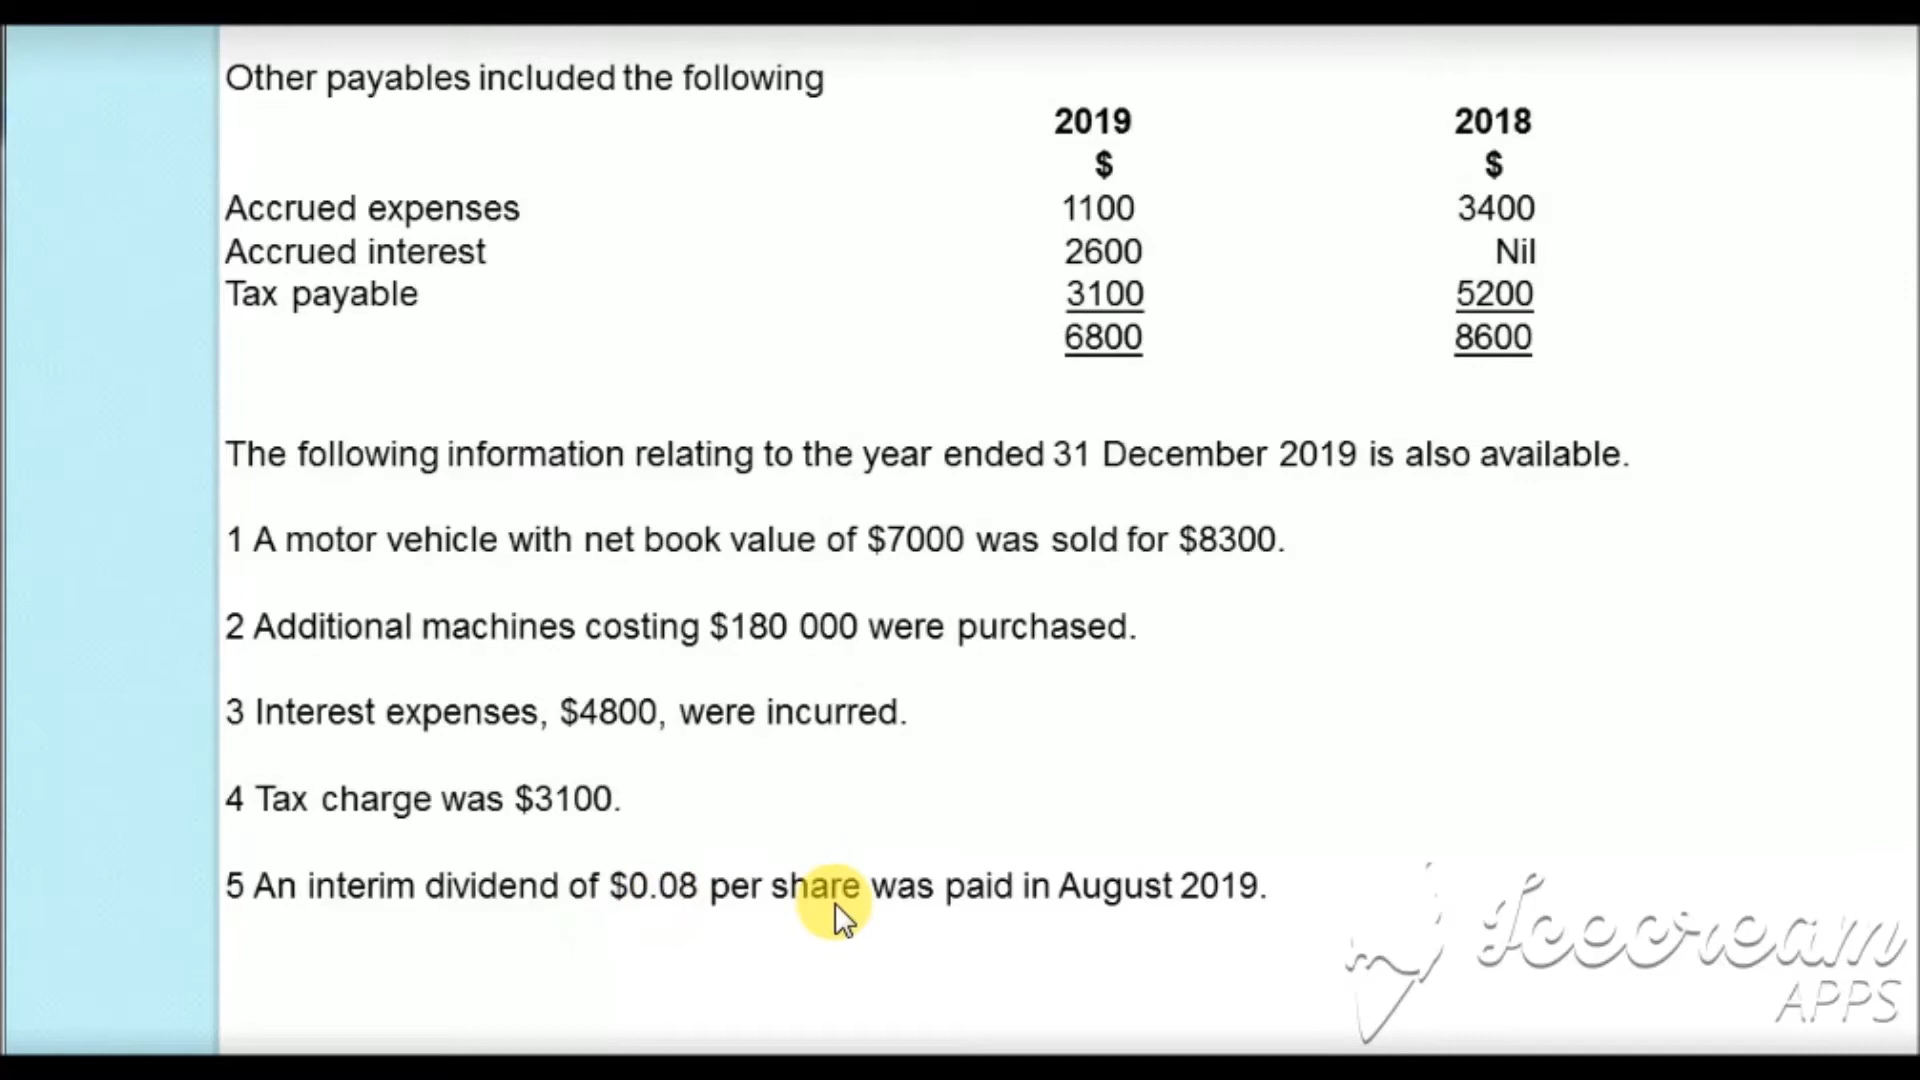 Other payables included the following
2019 2018
$ $
Accrued expenses 1100 3400
Accrued interest 2600 Nil
Tax payable 3100 5200
6800 8600
The following information relating to the year ended 31 December 2019 is also available.
1 A motor vehicle with net book value of $7000 was sold for $8300.
2 Additional machines costing $180 000 were purchased.
3 Interest expenses, $4800, were incurred.
4 Tax charge was $3100.
5 An interim dividend of $0.08 per share was paid in August 2019.
Icecream
APPS